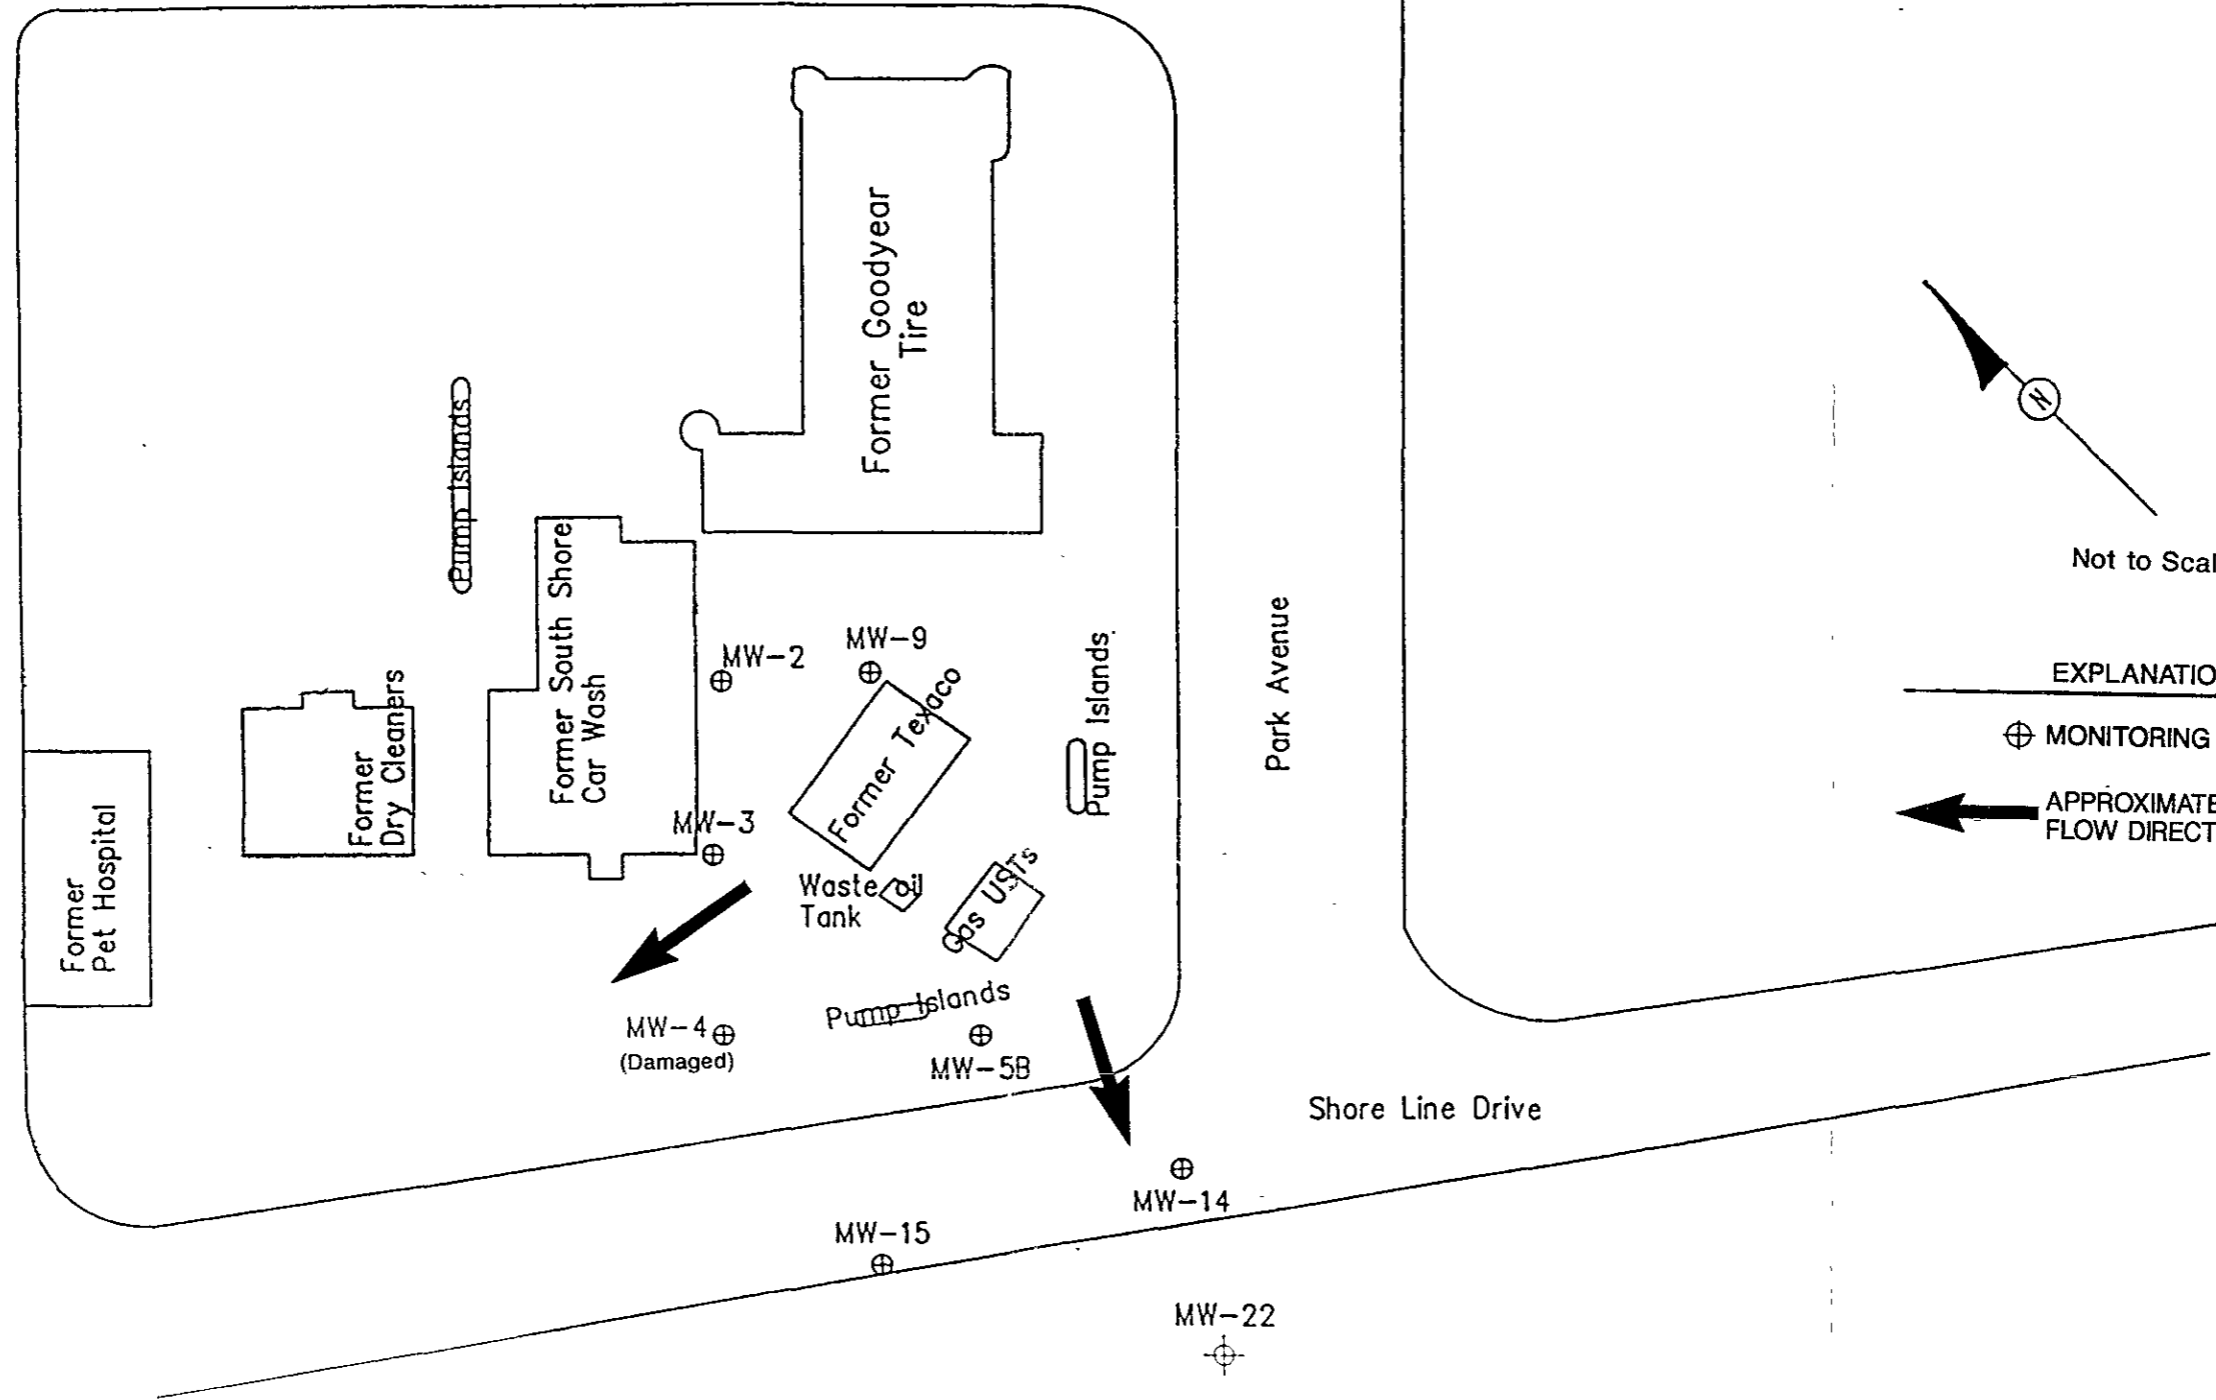 Former Goodyear
Tire
Pump Islands
Former South Shore
Car Wash
MW-2
MW-9
Former Texaco
Pump Islands
Park Avenue
Former
Dry Cleaners
MW-3
Former
Pet Hospital
Waste oil
Tank
Gas USTs
Pump Islands
MW-4
(Damaged)
MW-5B
Shore Line Drive
MW-14
MW-15
MW-22
N
Not to Scal
EXPLANATIO
MONITORING
APPROXIMATE
FLOW DIRECT